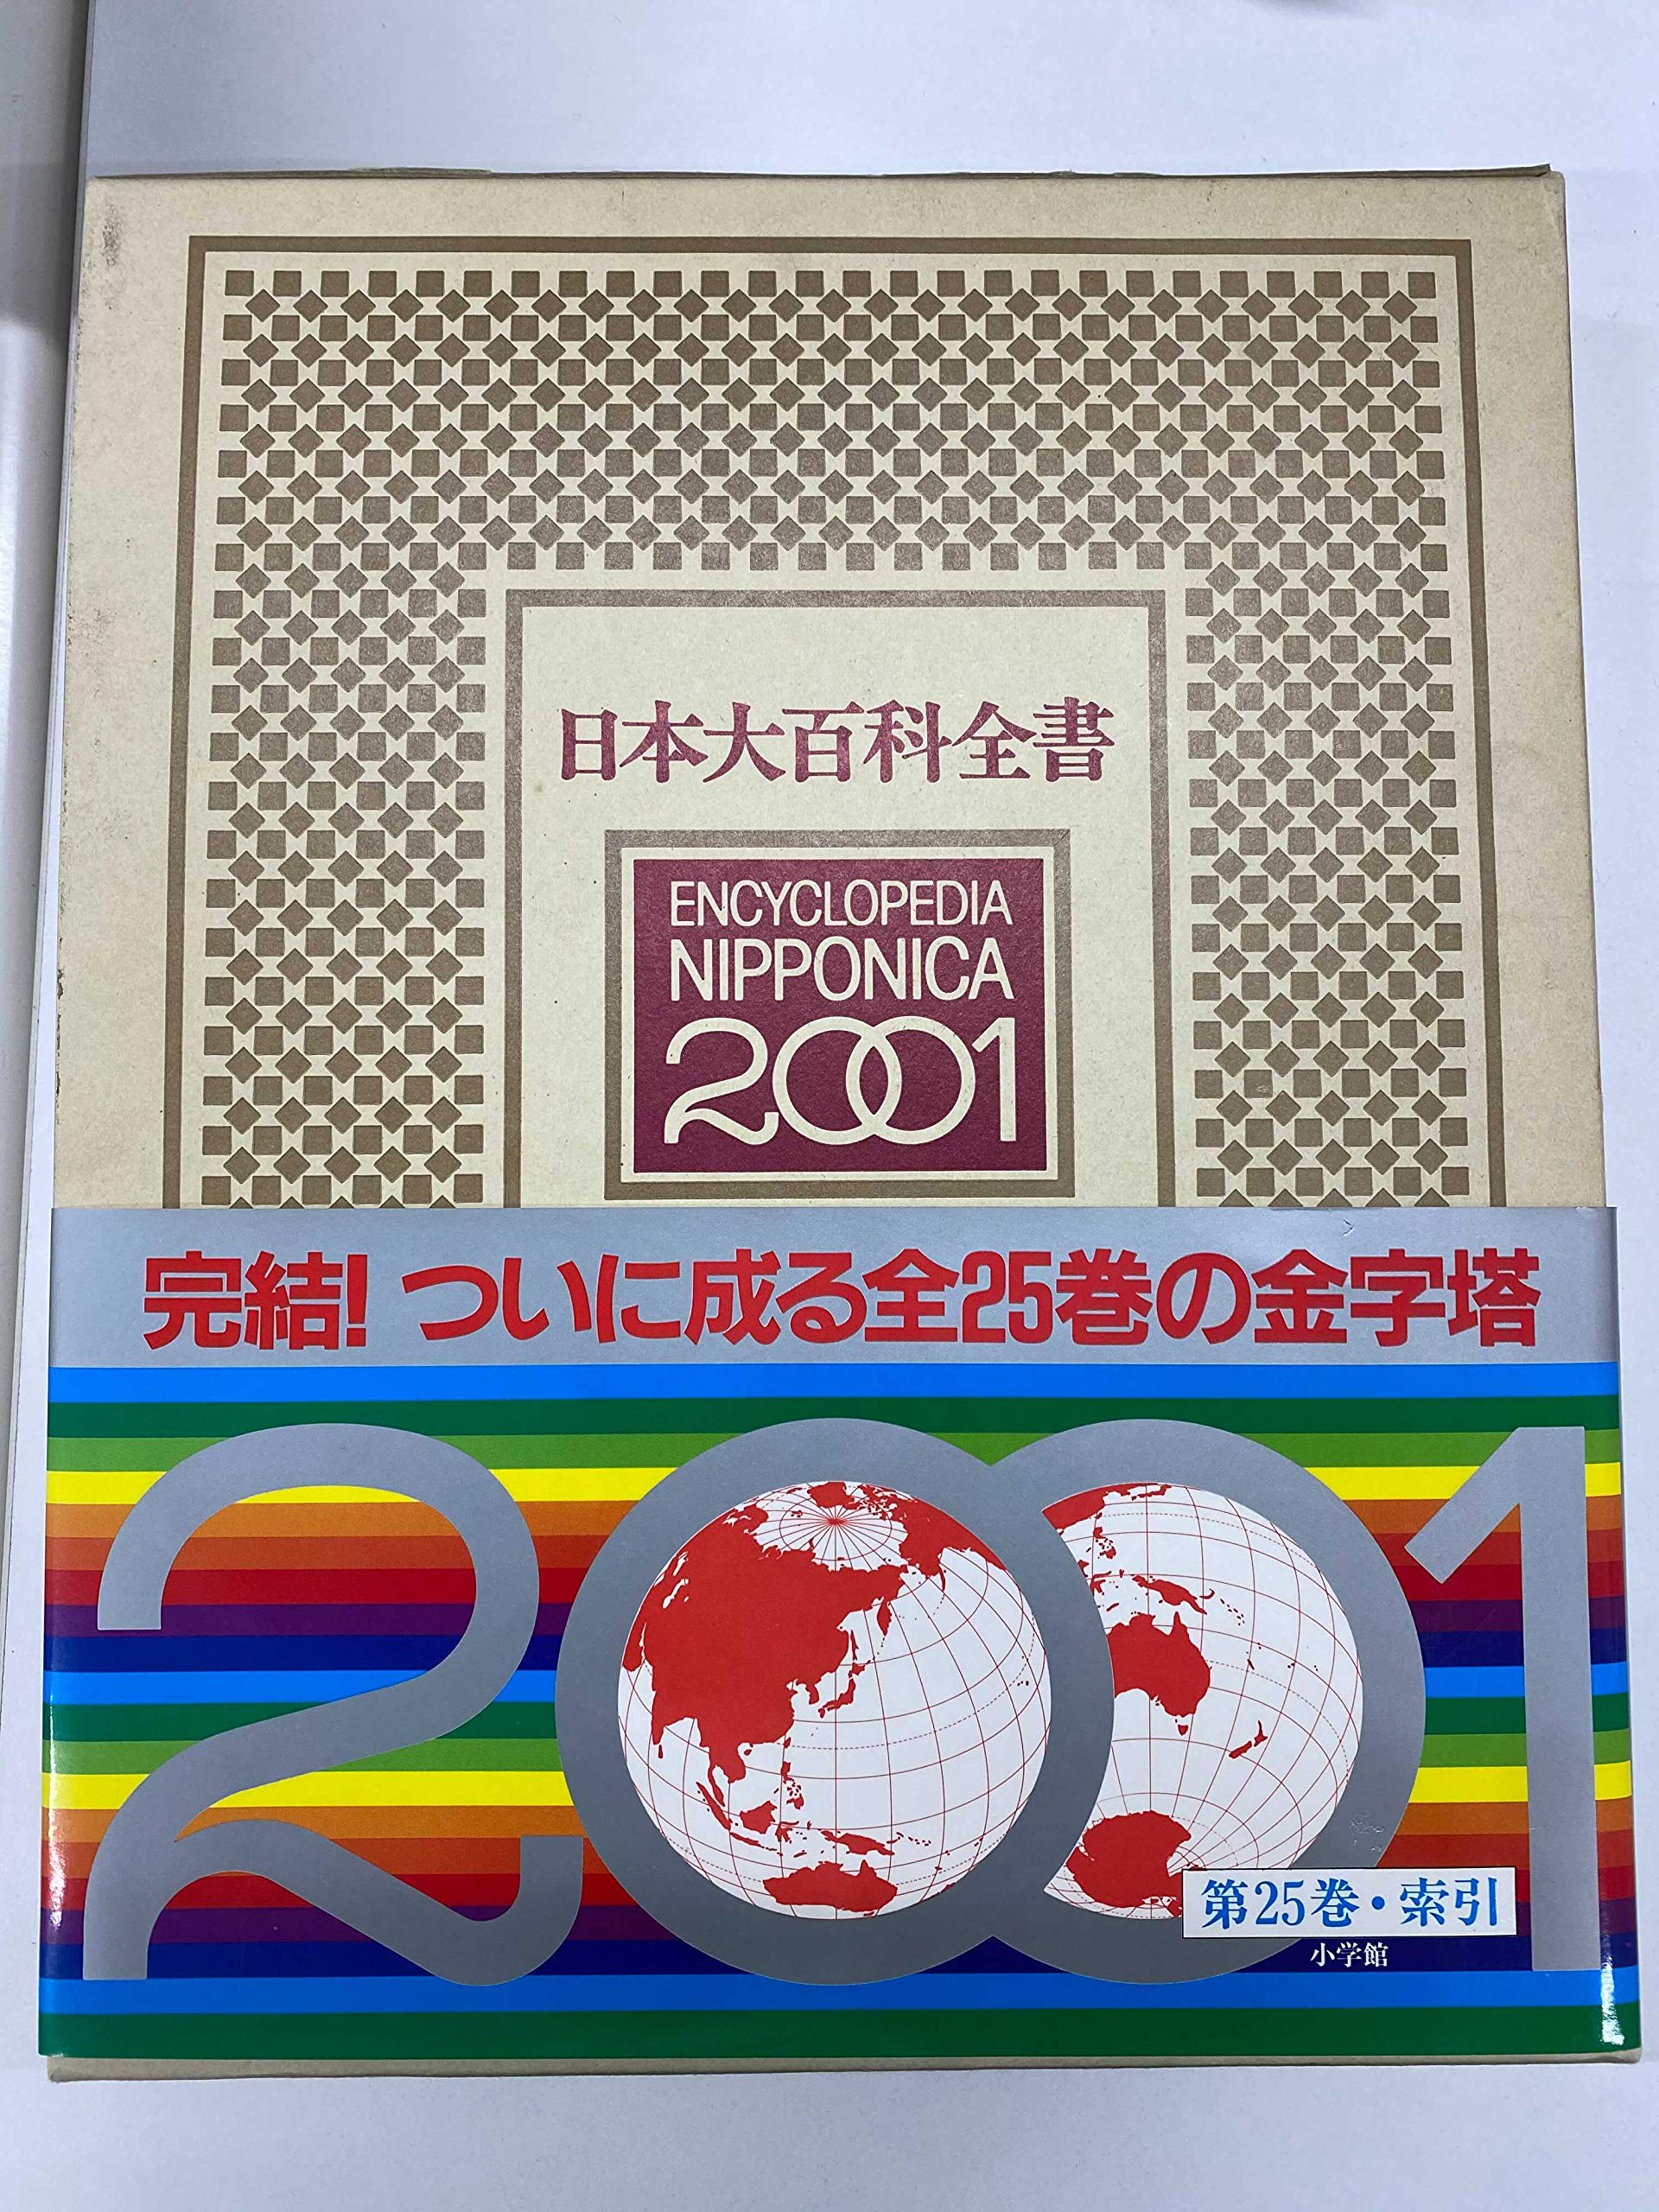 日本大百科全書
ENCYCLOPEDIA
NIPPONICA
2001
完結! ついに成る全25巻の金字塔
2001
第25巻・索引
小学館